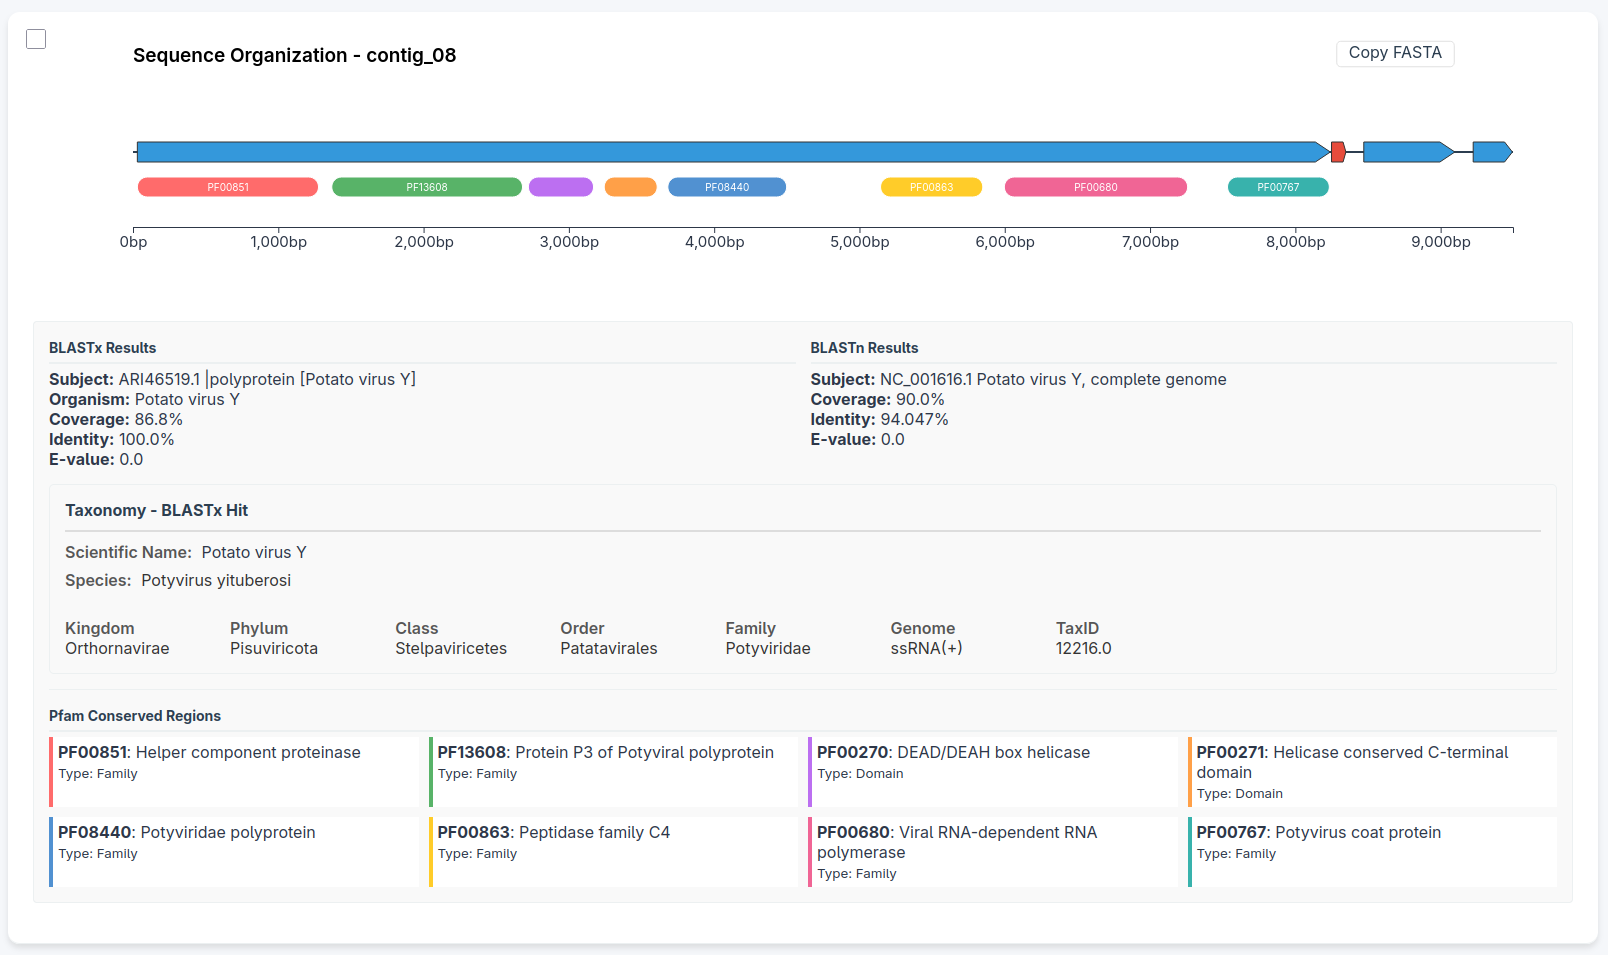 Sequence Organization - contig_08
Copy FASTA
PF00851
PF13608
PF08440
PF00863
PF00680
PF00767
0bp
1,000bp
2,000bp
3,000bp
4,000bp
5,000bp
6,000bp
7,000bp
8,000bp
9,000bp
BLASTx Results
Subject: ARI46519.1 |polyprotein [Potato virus Y]
Organism: Potato virus Y
Coverage: 86.8%
Identity: 100.0%
E-value: 0.0
BLASTn Results
Subject: NC_001616.1 Potato virus Y, complete genome
Coverage: 90.0%
Identity: 94.047%
E-value: 0.0
Taxonomy - BLASTx Hit
Scientific Name: Potato virus Y
Species: Potyvirus yituberosi
Kingdom
Orthornavirae
Phylum
Pisuviricota
Class
Stelpaviricetes
Order
Patatavirales
Family
Potyviridae
Genome
ssRNA(+)
TaxID
12216.0
Pfam Conserved Regions
PF00851: Helper component proteinase
Type: Family
PF13608: Protein P3 of Potyviral polyprotein
Type: Family
PF00270: DEAD/DEAH box helicase
Type: Domain
PF00271: Helicase conserved C-terminal
domain
Type: Domain
PF08440: Potyviridae polyprotein
Type: Family
PF00863: Peptidase family C4
Type: Family
PF00680: Viral RNA-dependent RNA
polymerase
Type: Family
PF00767: Potyvirus coat protein
Type: Family